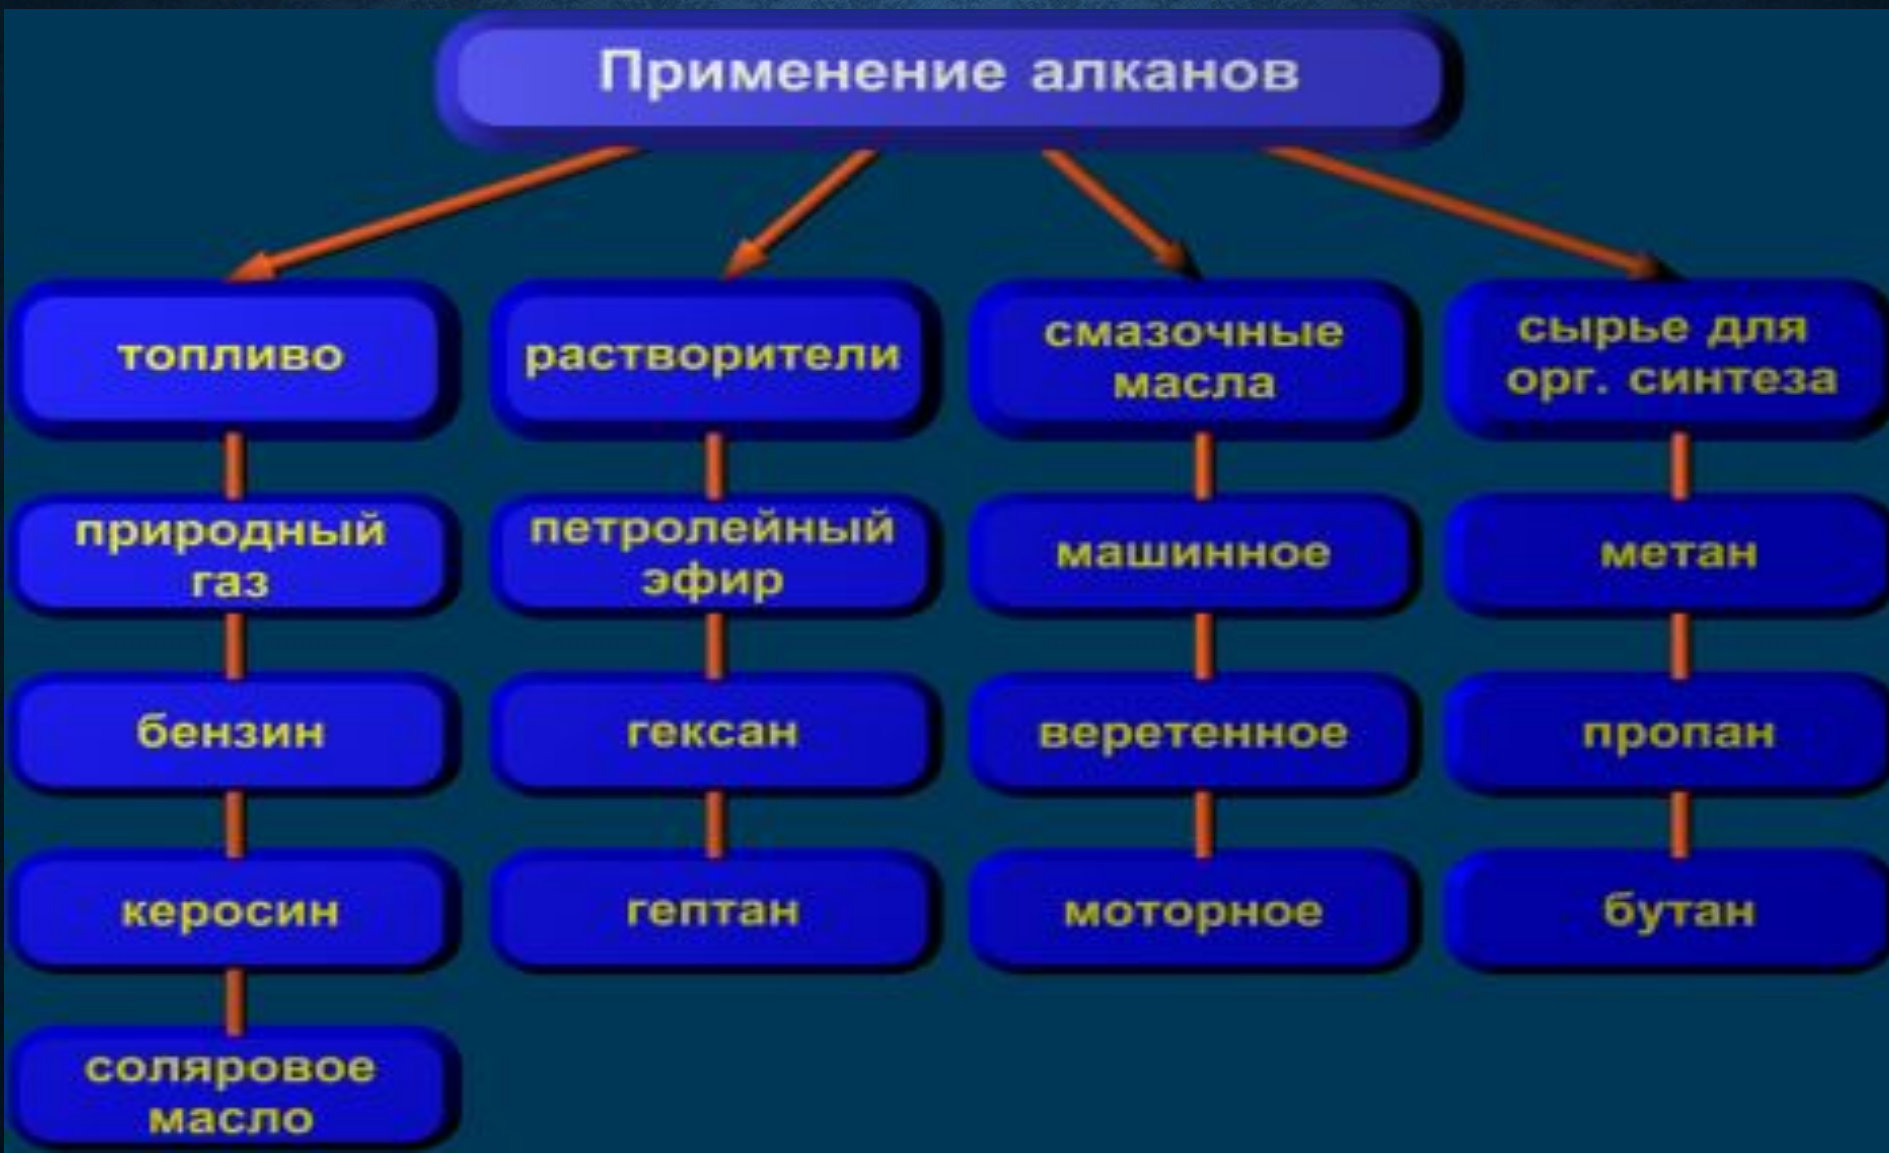 Применение алканов
топливо
природный
газ
бензин
керосин
соляровое
масло
растворители
петролейный
эфир
гексан
гептан
смазочные
масла
машинное
веретенное
моторное
сырье для
орг. синтеза
метан
пропан
бутан